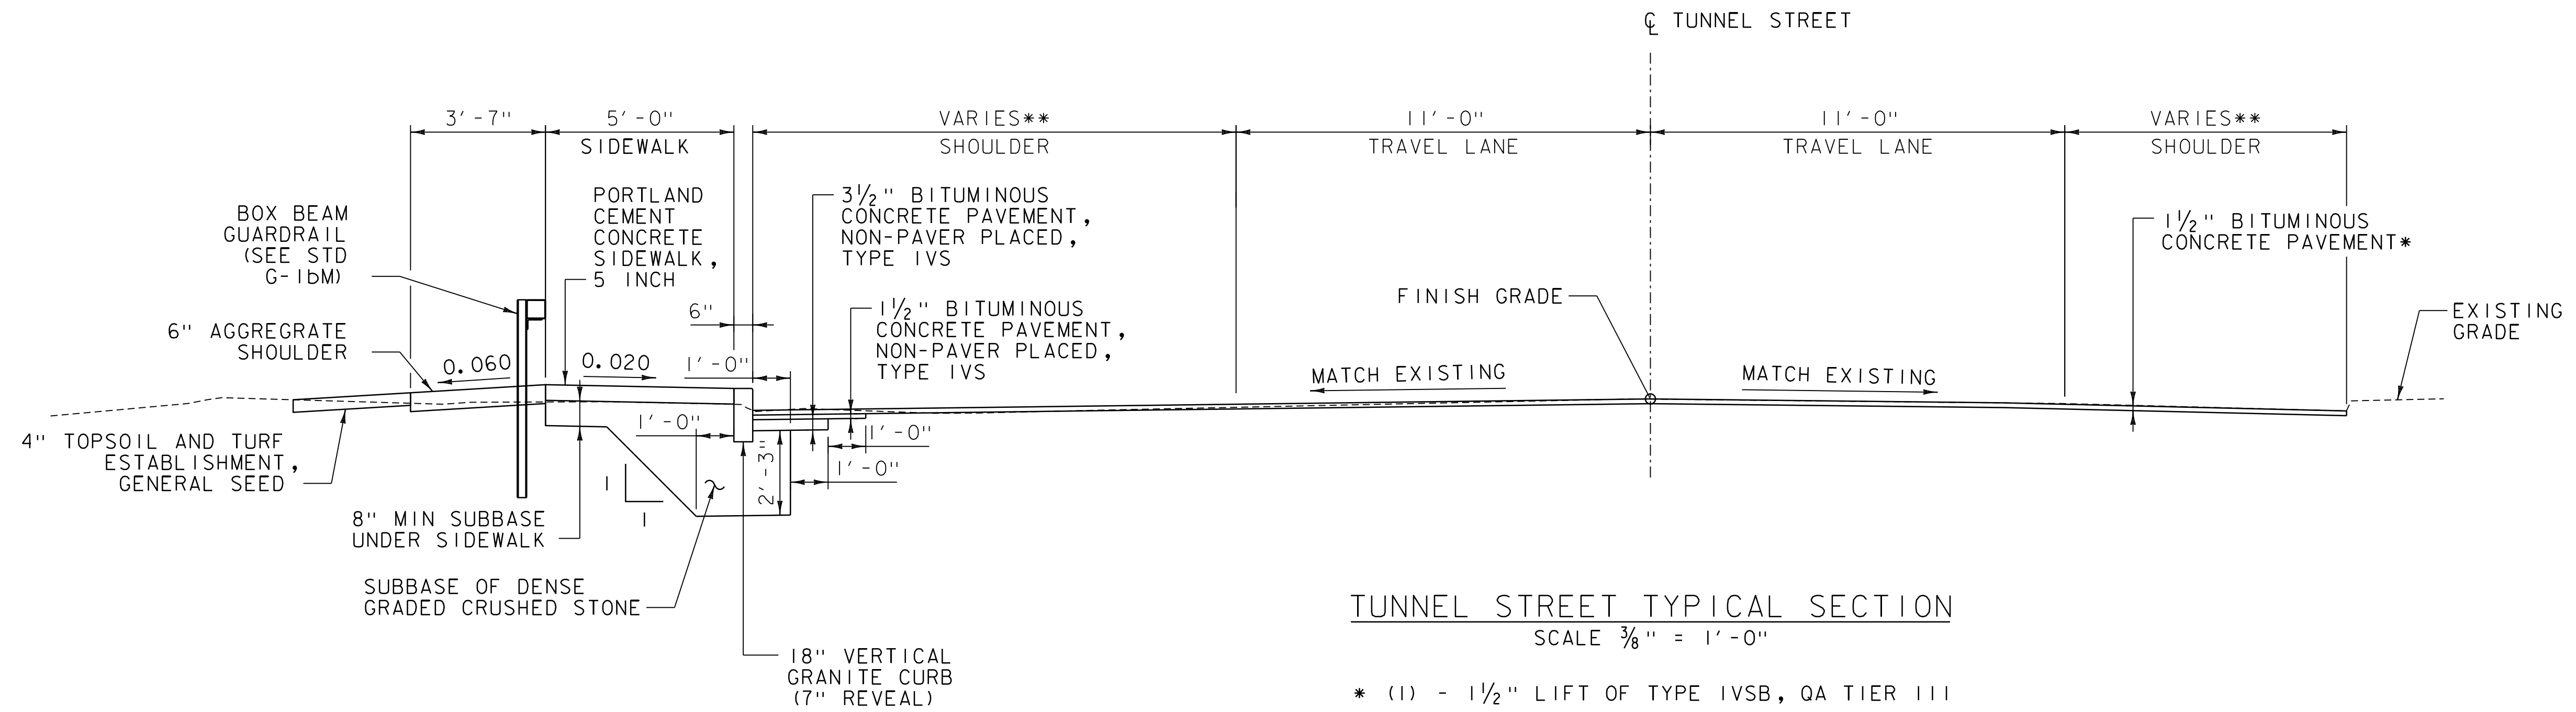 ℄ TUNNEL STREET
3'-7"
5'-0"
SIDEWALK
VARIES**
SHOULDER
11'-0"
TRAVEL LANE
11'-0"
TRAVEL LANE
VARIES**
SHOULDER
BOX BEAM
GUARDRAIL
(SEE STD
G-16M)
PORTLAND
CEMENT
CONCRETE
SIDEWALK,
5 INCH
3½" BITUMINOUS
CONCRETE PAVEMENT,
NON-PAVER PLACED,
TYPE IVS
1½" BITUMINOUS
CONCRETE PAVEMENT*
6"
1½" BITUMINOUS
CONCRETE PAVEMENT,
NON-PAVER PLACED,
TYPE IVS
FINISH GRADE
EXISTING
GRADE
6" AGGREGRATE
SHOULDER
0.060
0.020
1'-0"
MATCH EXISTING
MATCH EXISTING
4" TOPSOIL AND TURF
ESTABLISHMENT,
GENERAL SEED
1'-0"
1'-0"
1'-0"
2'-3"
1
1
8" MIN SUBBASE
UNDER SIDEWALK
SUBBASE OF DENSE
GRADED CRUSHED STONE
18" VERTICAL
GRANITE CURB
(7" REVEAL)
TUNNEL STREET TYPICAL SECTION
SCALE ⅜" = 1'-0"
* (1) - 1½" LIFT OF TYPE IVSB, QA TIER III